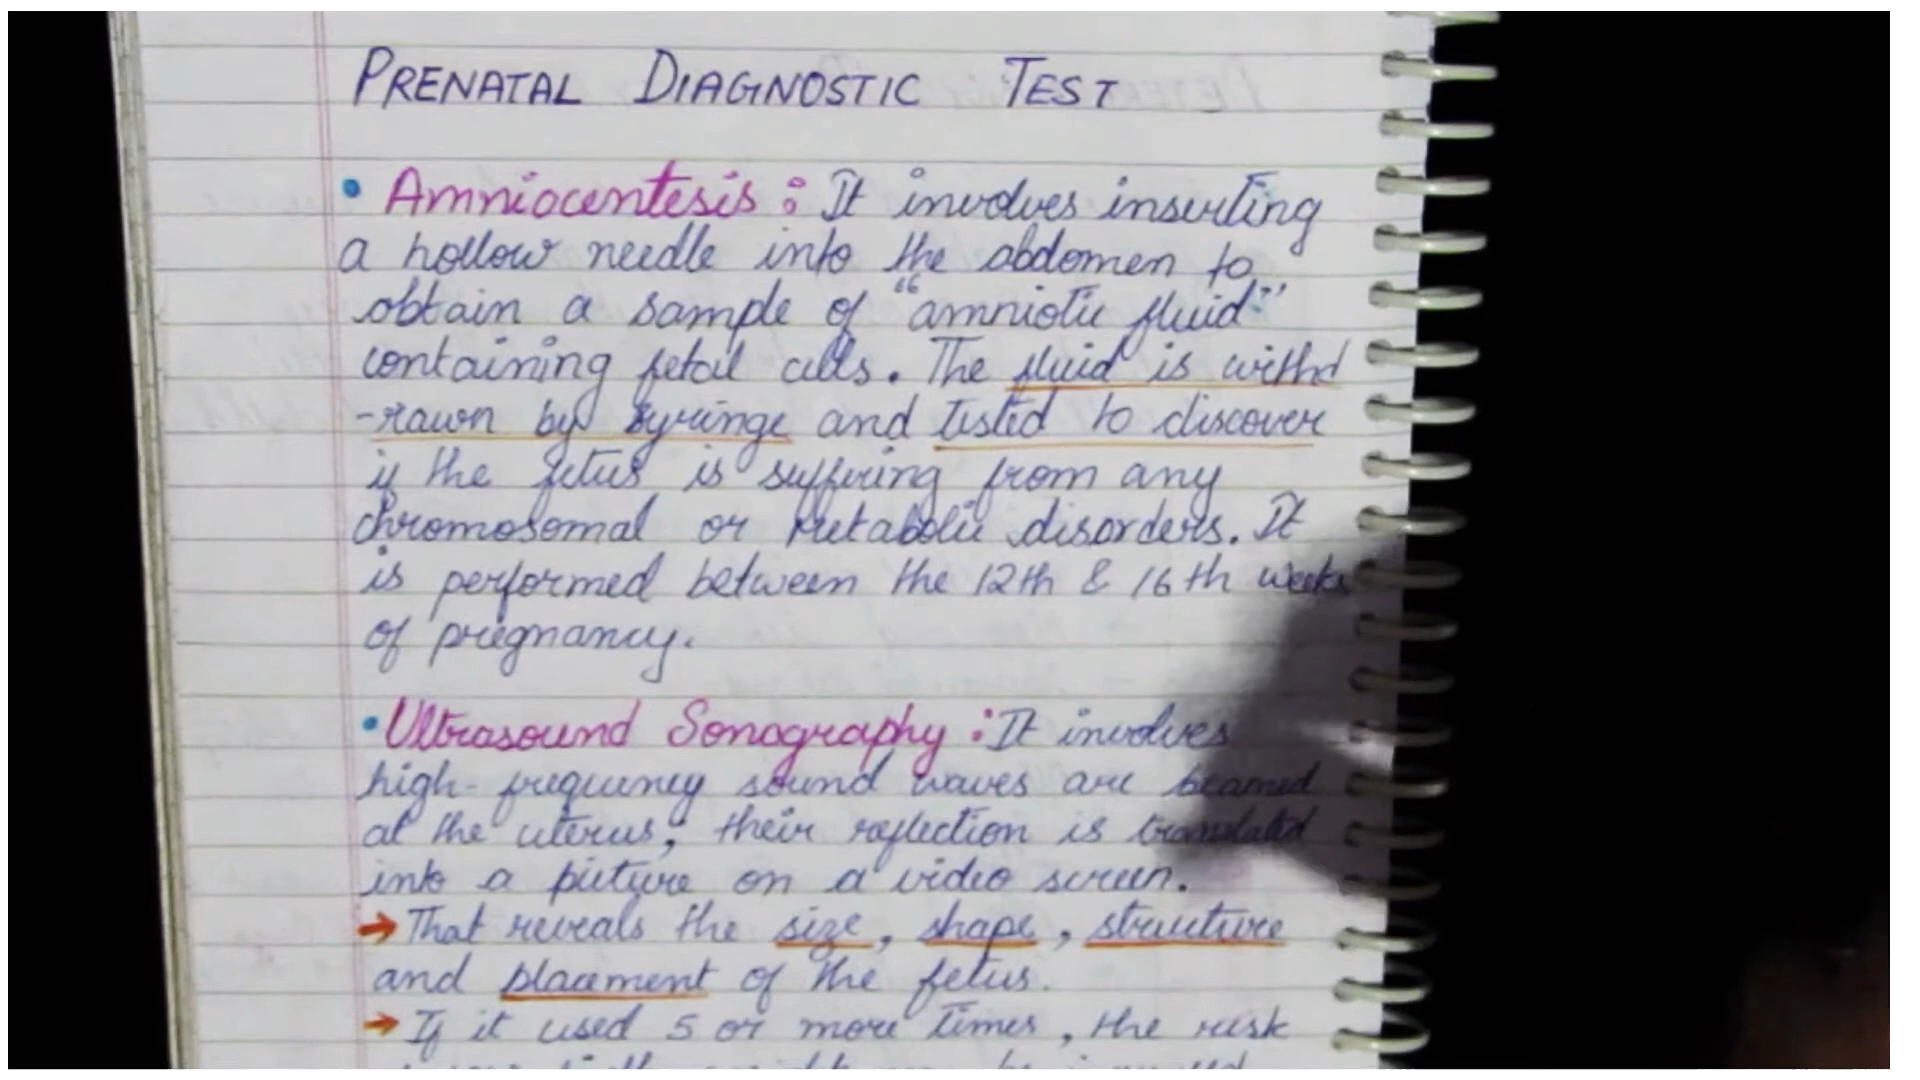 PRENATAL DIAGNOSTIC TEST
• Amniocentesis : It involves inserting
a hollow needle into the abdomen to
obtain a sample of "amniotic fluid"
containing fetal cells. The fluid is withd
-rawn by syringe and tested to discover
if the fetus is suffering from any
chromosomal or metabolic disorders. It
is performed between the 12th & 16th weeks
of pregnancy.
• Ultrasound Sonography : It involves
high-frequency sound waves are beamed
at the uterus; their reflection is translated
into a picture on a video screen.
→ That reveals the size, shape, structure
and placement of the fetus.
→ If it used 5 or more times, the risk